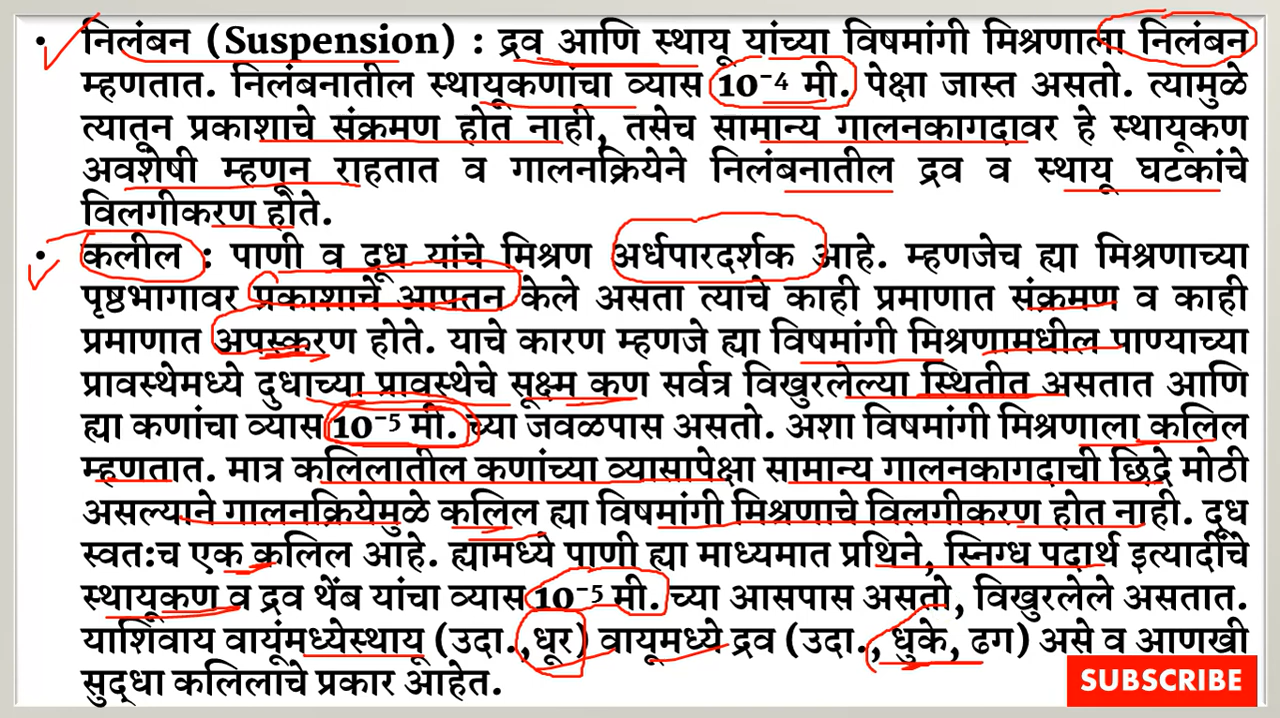 • निलंबन (Suspension) : द्रव आणि स्थायू यांच्या विषमांगी मिश्रणाला निलंबन
म्हणतात. निलंबनातील स्थायूकणांचा व्यास 10⁻⁴ मी. पेक्षा जास्त असतो. त्यामुळे
त्यातून प्रकाशाचे संक्रमण होत नाही, तसेच सामान्य गालनकागदावर हे स्थायूकण
अवशेषी म्हणून राहतात व गालनक्रियेने निलंबनातील द्रव व स्थायू घटकांचे
विलगीकरण होते.
• कलील : पाणी व दूध यांचे मिश्रण अर्धपारदर्शक आहे. म्हणजेच ह्या मिश्रणाच्या
पृष्ठभागावर प्रकाशाचे आपतन केले असता त्याचे काही प्रमाणात संक्रमण व काही
प्रमाणात अपस्करण होते. याचे कारण म्हणजे ह्या विषमांगी मिश्रणामधील पाण्याच्या
प्रावस्थेमध्ये दुधाच्या प्रावस्थेचे सूक्ष्म कण सर्वत्र विखुरलेल्या स्थितीत असतात आणि
ह्या कणांचा व्यास 10⁻⁵ मी. च्या जवळपास असतो. अशा विषमांगी मिश्रणाला कलिल
म्हणतात. मात्र कलिलातील कणांच्या व्यासापेक्षा सामान्य गालनकागदाची छिद्रे मोठी
असल्याने गालनक्रियेमुळे कलिल ह्या विषमांगी मिश्रणाचे विलगीकरण होत नाही. दूध
स्वत:च एक कलिल आहे. ह्यामध्ये पाणी ह्या माध्यमात प्रथिने, स्निग्ध पदार्थ इत्यादींचे
स्थायूकण व द्रव थेंब यांचा व्यास 10⁻⁵ मी. च्या आसपास असतो, विखुरलेले असतात.
याशिवाय वायूंमध्येस्थायू (उदा.,धूर) वायूमध्ये द्रव (उदा., धुके, ढग) असे व आणखी
सुद्धा कलिलाचे प्रकार आहेत.
SUBSCRIBE